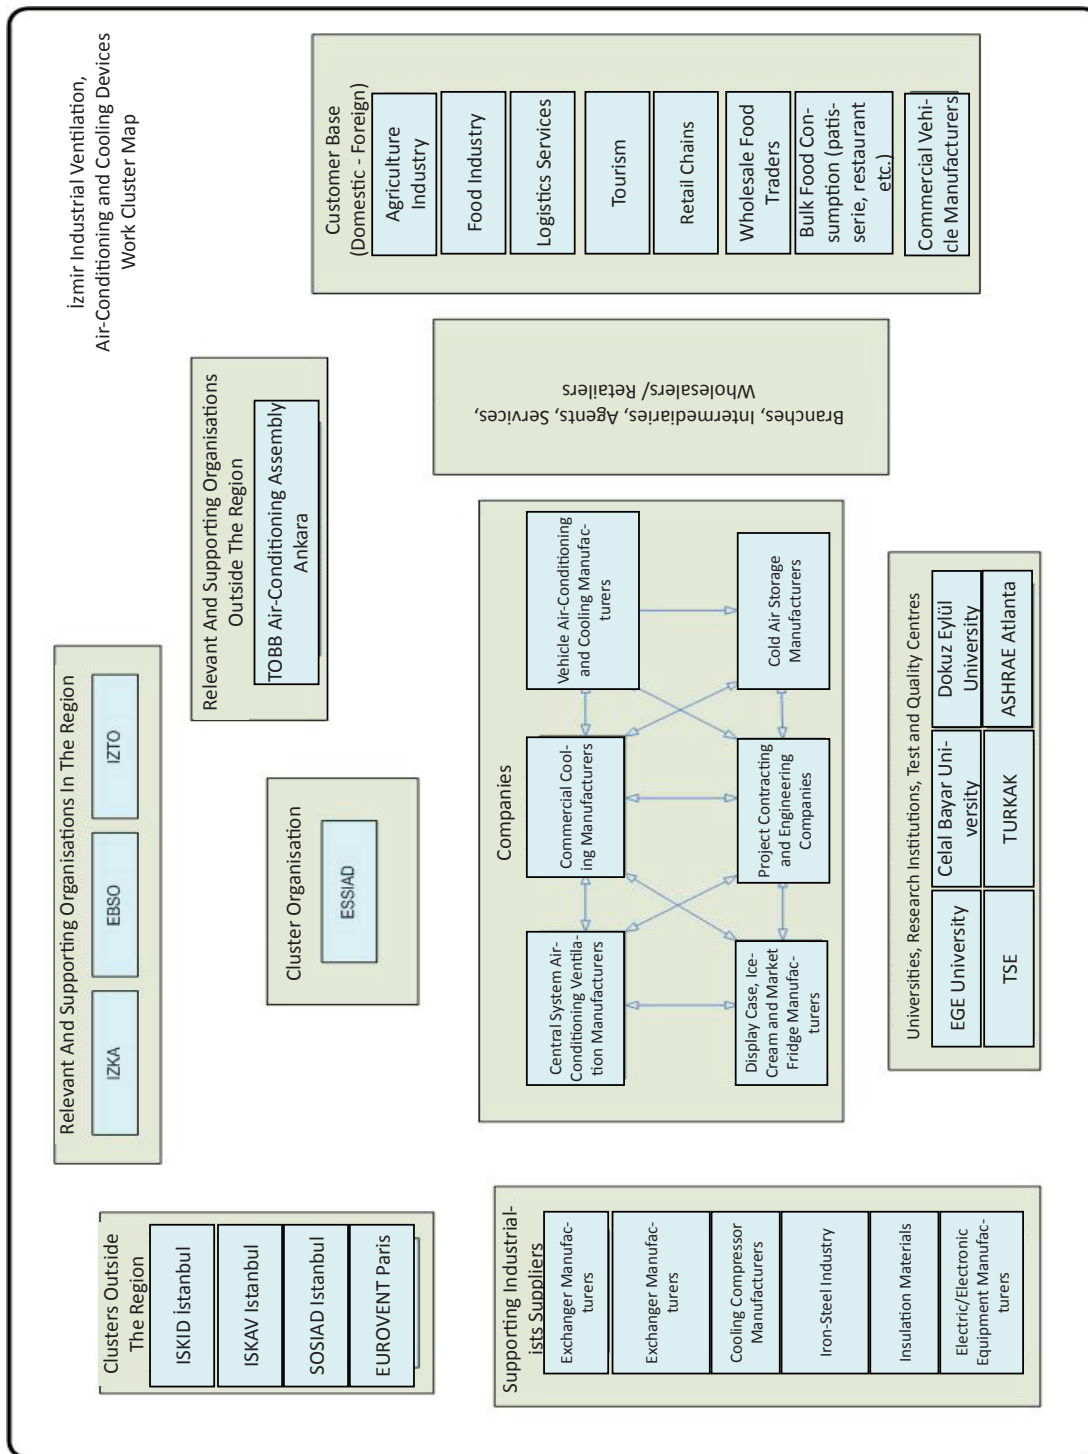 İzmir Industrial Ventilation,
Air-Conditioning and Cooling Devices
Work Cluster Map
Relevant And Supporting Organisations In The Region
IZKA
EBSO
IZTO
Clusters Outside
The Region
ISKID İstanbul
ISKAV Istanbul
SOSIAD Istanbul
EUROVENT Paris
Cluster Organisation
ESSIAD
Relevant And Supporting Organisations
Outside The Region
TOBB Air-Conditioning Assembly
Ankara
Supporting Industrial-
ists Suppliers
Exchanger Manufac-
turers
Exchanger Manufac-
turers
Cooling Compressor
Manufacturers
Iron-Steel Industry
Insulation Materials
Electric/Electronic
Equipment Manufac-
turers
Companies
Central System Air-
Conditioning Ventila-
tion Manufacturers
Commercial Cool-
ing Manufacturers
Vehicle Air-Conditioning
and Cooling Manufac-
turers
Display Case, Ice-
Cream and Market
Fridge Manufac-
turers
Project Contracting
and Engineering
Companies
Cold Air Storage
Manufacturers
Branches, Intermediaries, Agents, Services,
Wholesalers/ Retailers
Customer Base
(Domestic - Foreign)
Agriculture
Industry
Food Industry
Logistics Services
Tourism
Retail Chains
Wholesale Food
Traders
Bulk Food Con-
sumption (patis-
serie, restaurant
etc.)
Commercial Vehi-
cle Manufacturers
Universities, Research Institutions, Test and Quality Centres
EGE University
Celal Bayar Uni-
versity
Dokuz Eylül
University
TSE
TURKAK
ASHRAE Atlanta